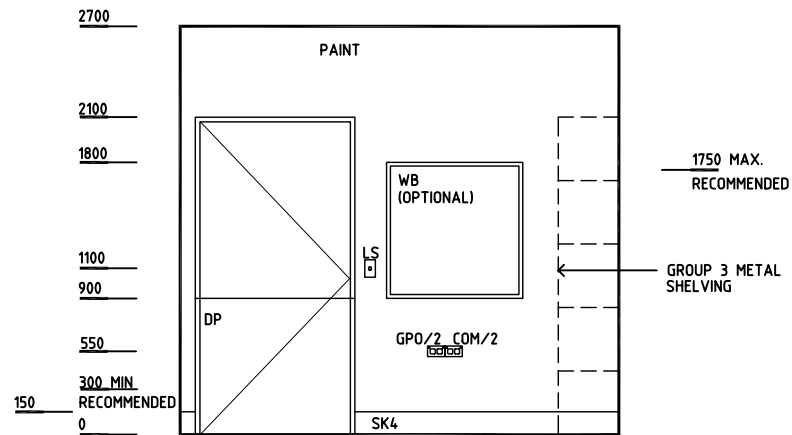 2700
PAINT
2100
1800
1750 MAX.
RECOMMENDED
WB
(OPTIONAL)
LS
1100
GROUP 3 METAL
SHELVING
900
DP
GPO/2 COM/2
550
300 MIN
RECOMMENDED
150
0
SK4